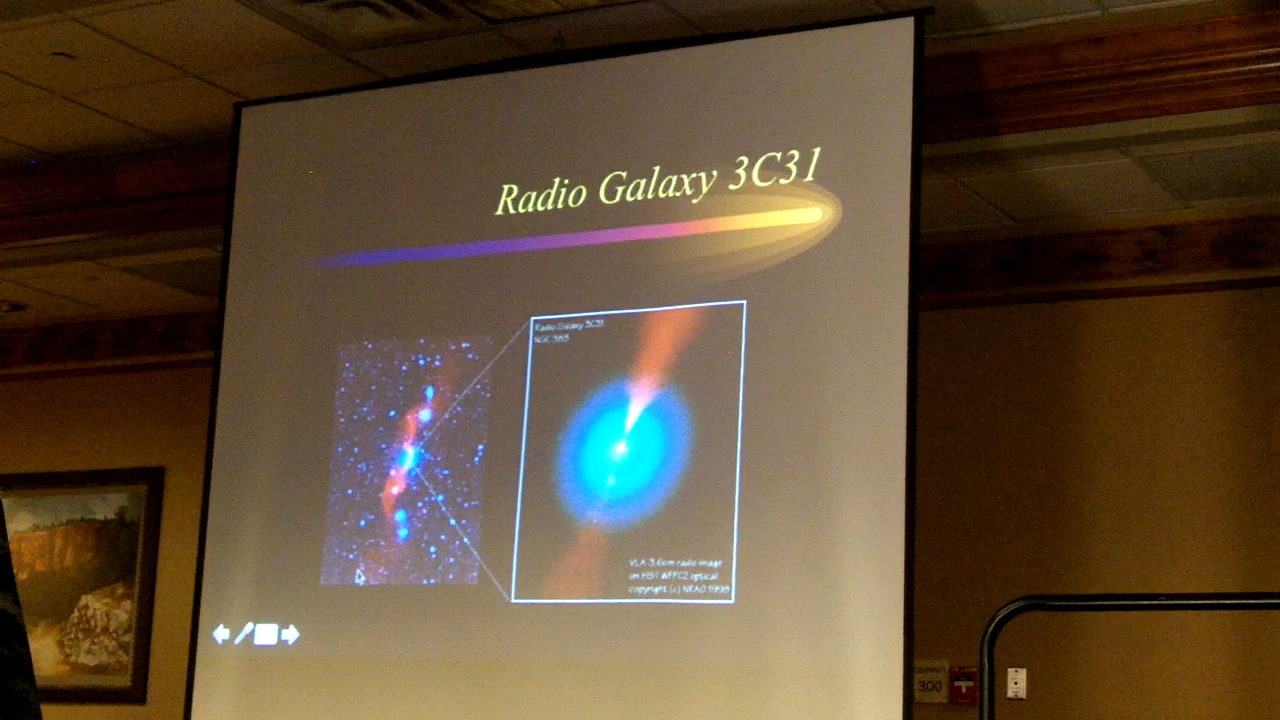 Radio Galaxy 3C31
Radio Galaxy 3C31
NGC 383
VLA 3.6cm radio image
on HST WFPC2 optical
copyright (c) NRAO 1998
300